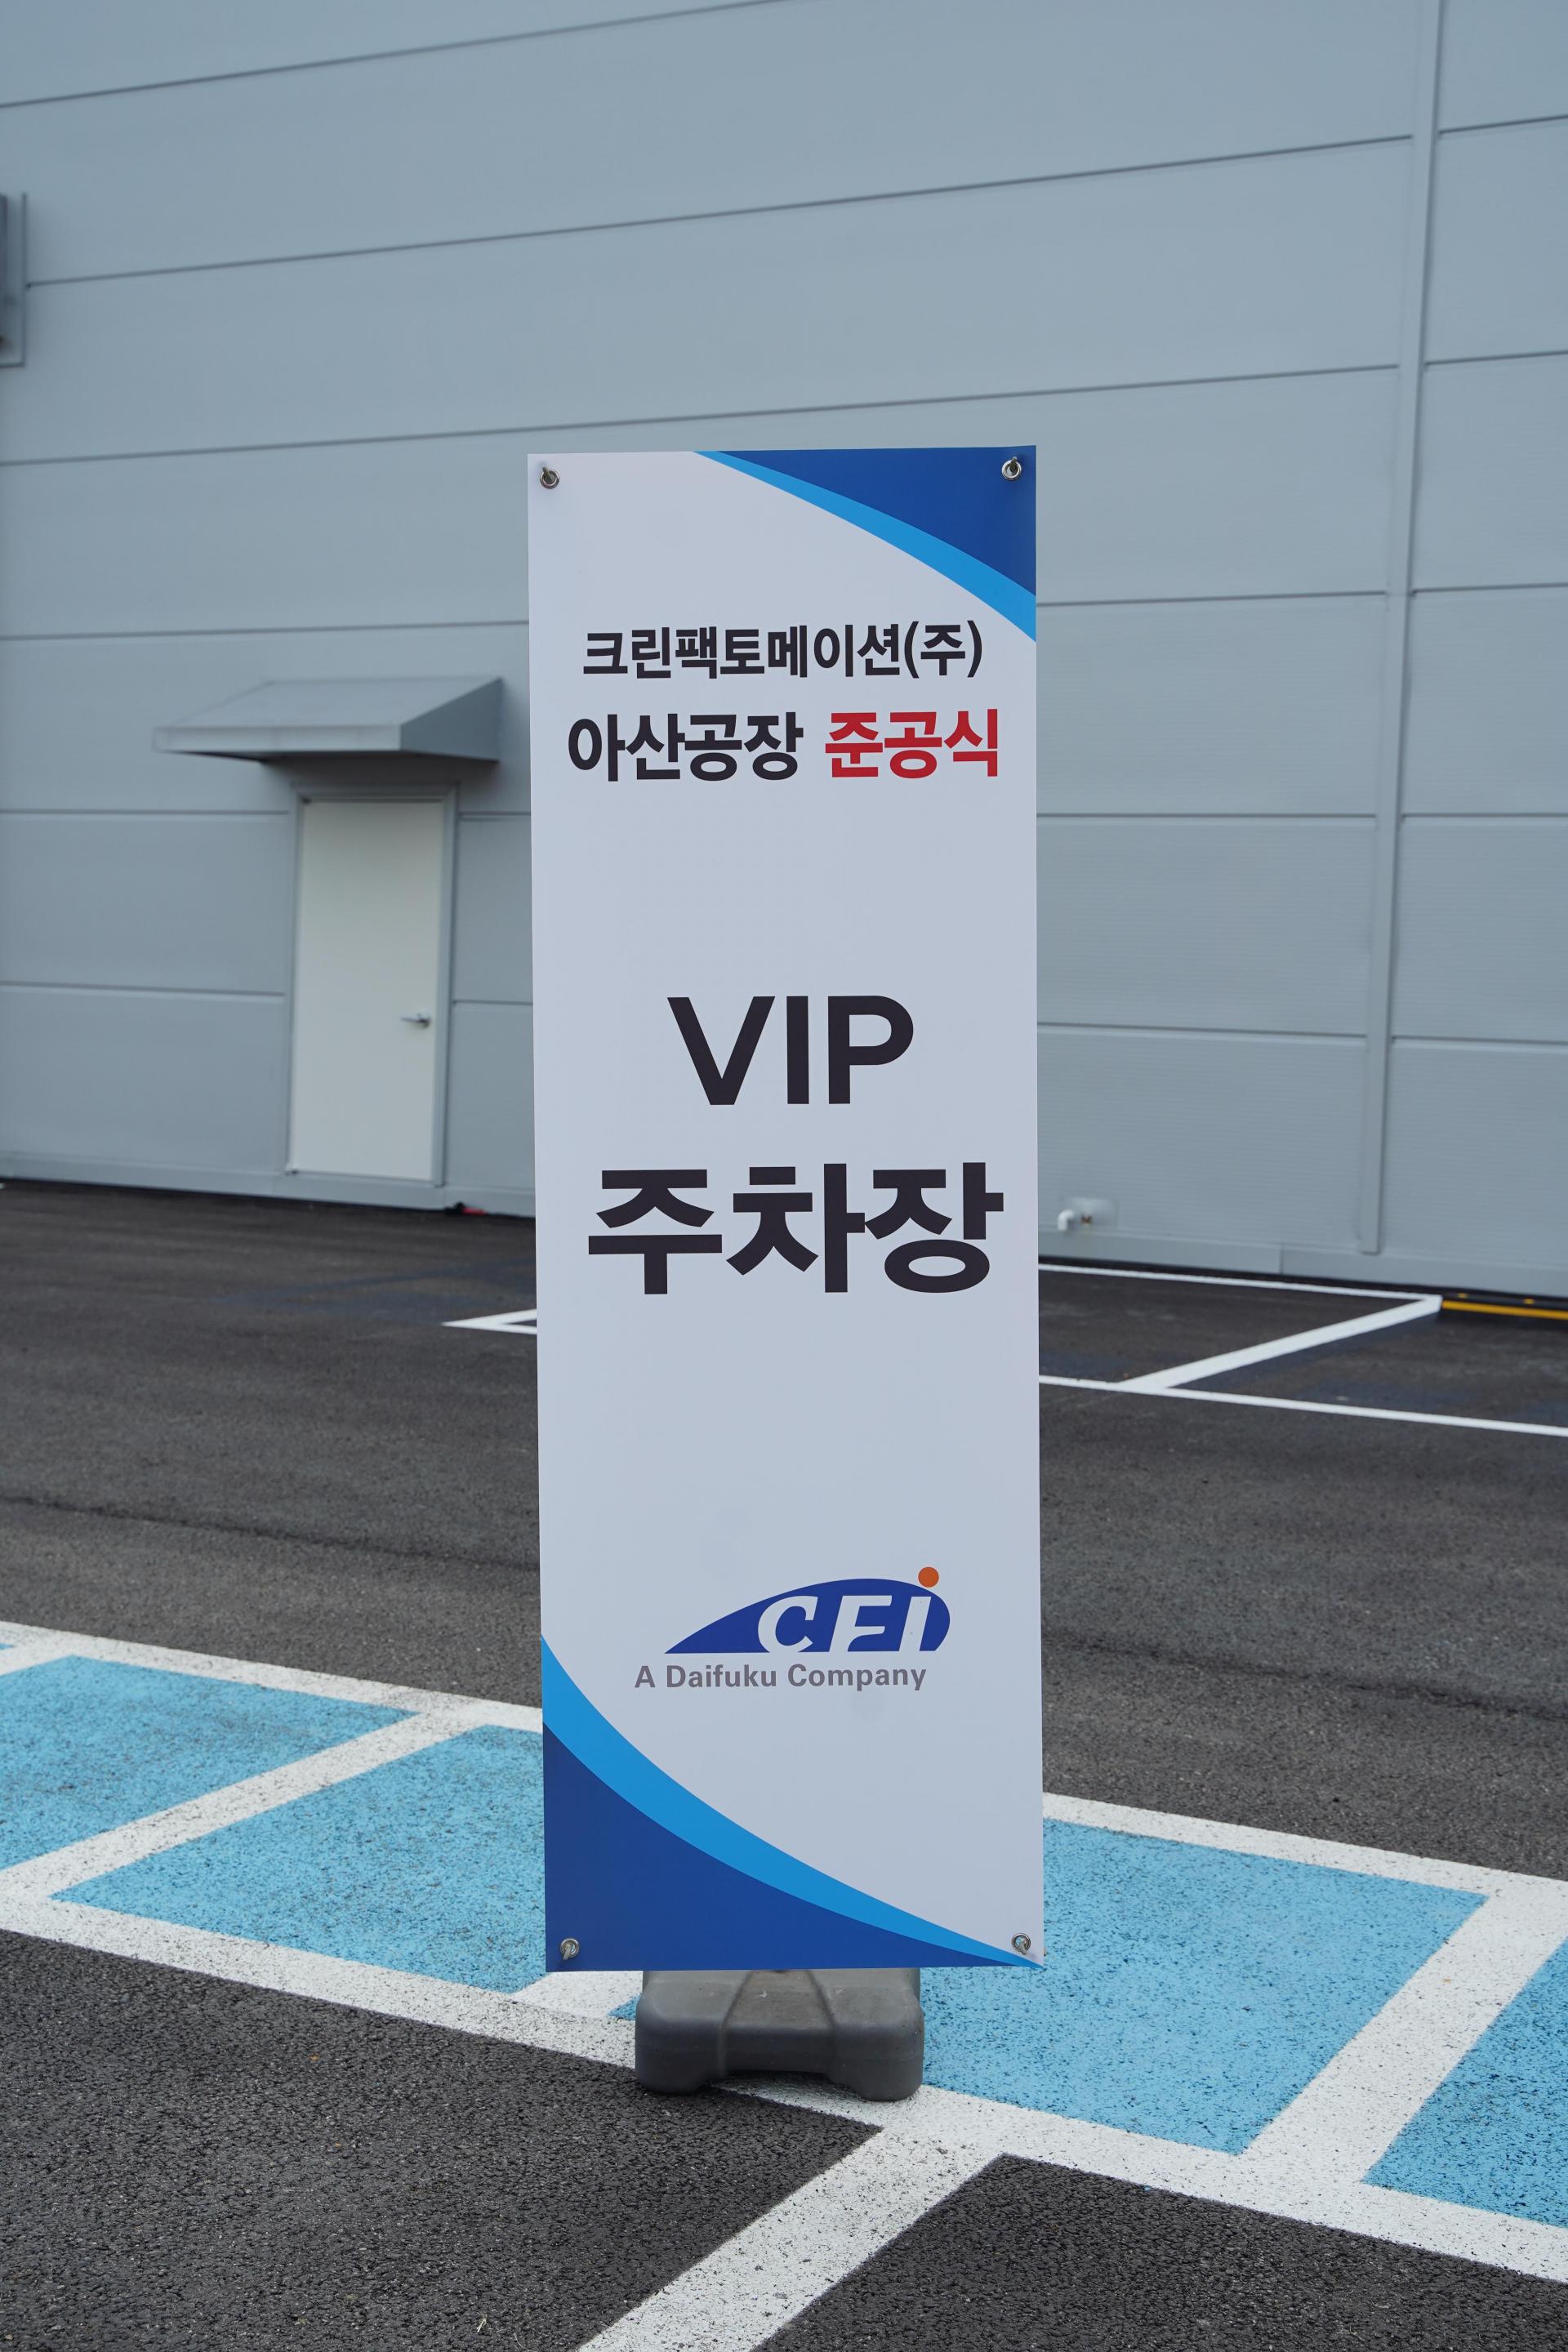 크린팩토메이션(주)
아산공장 준공식
VIP
주차장
CFI
A Daifuku Company